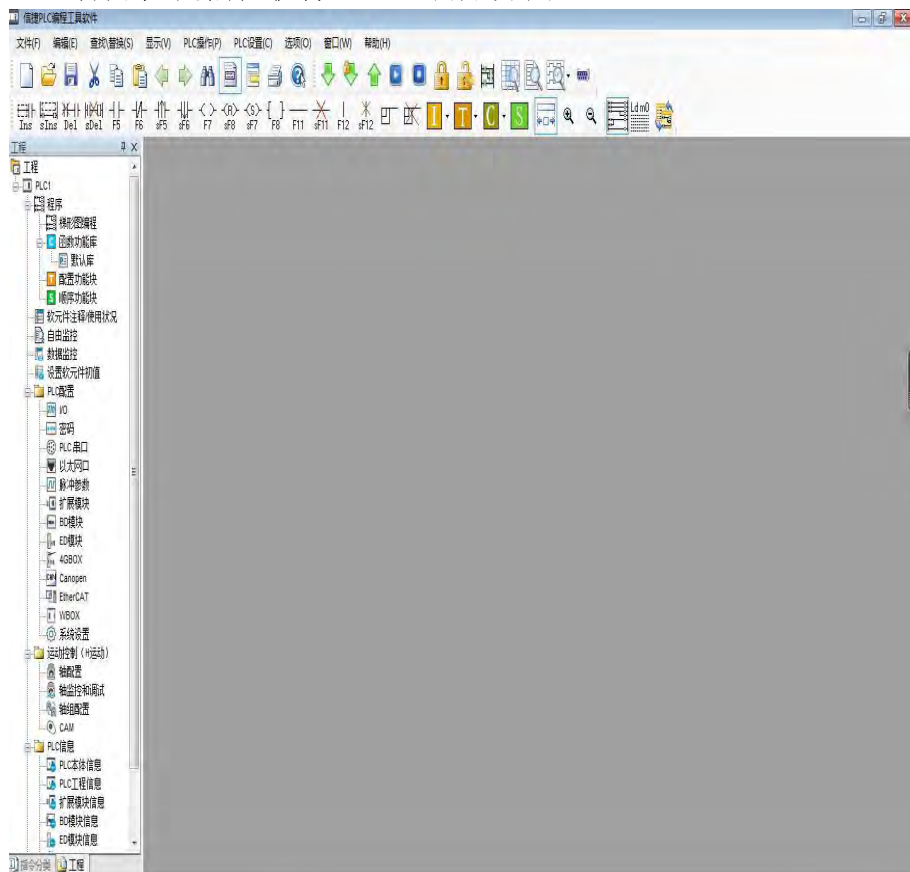 信捷PLC编程工具软件
文件(F) 编辑(E) 查找\替换(S) 显示(V) PLC操作(P) PLC设置(C) 选项(O) 窗口(W) 帮助(H)
Ins sIns Del sDel F5 F6 sF5 sF6 F7 sF8 sF7 F8 F11 sF11 F12 sF12 I T C S Ld m0
工程
工程
PLC1
程序
梯形图编程
函数功能库
默认库
配置功能块
顺序功能块
软元件注释/使用状况
自由监控
数据监控
设置软元件初值
PLC配置
I/O
密码
PLC串口
以太网口
脉冲参数
扩展模块
BD模块
ED模块
4GBOX
Canopen
EtherCAT
WBOX
系统设置
运动控制（H运动）
轴配置
轴监控和调试
轴组配置
CAM
PLC信息
PLC本体信息
PLC工程信息
扩展模块信息
BD模块信息
ED模块信息
指令分类 工程